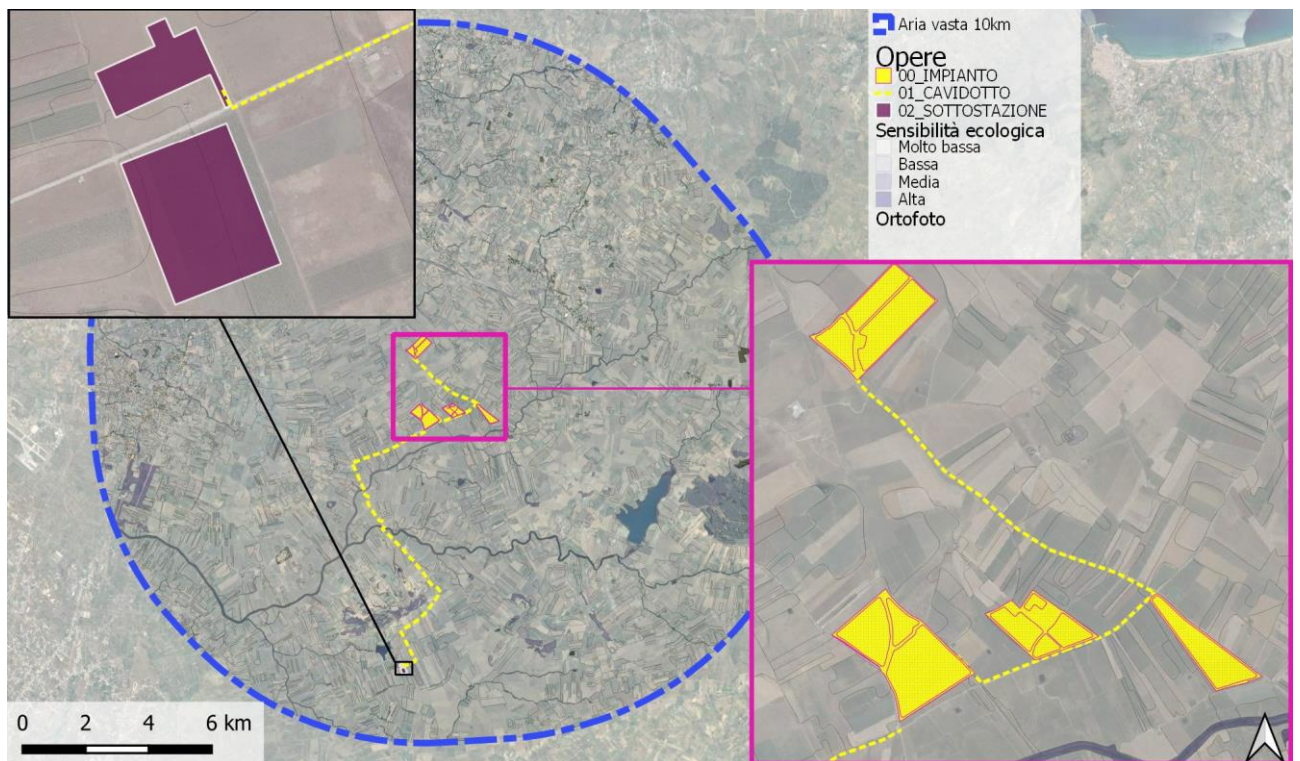 Aria vasta 10km
Opere
00_IMPIANTO
01_CAVIDOTTO
02_SOTTOSTAZIONE
Sensibilità ecologica
Molto bassa
Bassa
Media
Alta
Ortofoto
0 2 4 6 km